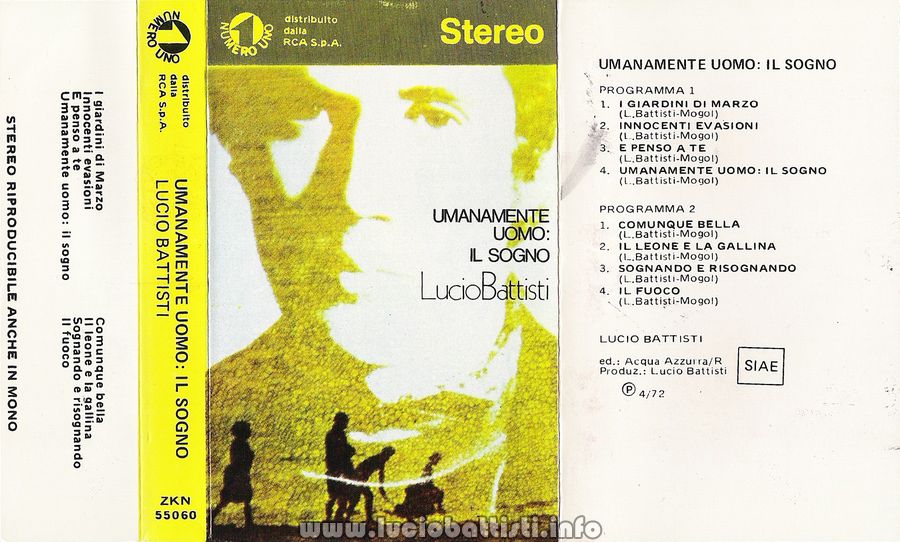 STEREO RIPRODUCIBILE ANCHE IN MONO
I giardini di Marzo
Innocenti evasioni
E penso a te
Umanamente uomo: il sogno
Comunque bella
Il leone e la gallina
Sognando e risognando
Il fuoco
1
NUMERO UNO
distribuito
dalla
RCA S.p.A.
UMANAMENTE UOMO: IL SOGNO
LUCIO BATTISTI
ZKN
55060
1
NUMERO UNO
distribuito
dalla
RCA S.p.A.
Stereo
UMANAMENTE
UOMO:
IL SOGNO
LucioBattisti
UMANAMENTE UOMO: IL SOGNO
PROGRAMMA 1
1. I GIARDINI DI MARZO
(L.Battisti-Mogol)
2. INNOCENTI EVASIONI
(L.Battisti-Mogol)
3. E PENSO A TE
(L.Battisti-Mogol)
4. UMANAMENTE UOMO: IL SOGNO
(L.Battisti-Mogol)
PROGRAMMA 2
1. COMUNQUE BELLA
(L.Battisti-Mogol)
2. IL LEONE E LA GALLINA
(L.Battisti-Mogol)
3. SOGNANDO E RISOGNANDO
(L.Battisti-Mogol)
4. IL FUOCO
(L.Battisti-Mogol)
LUCIO BATTISTI
ed.: Acqua Azzurra/R
Produz.: Lucio Battisti
SIAE
Ⓟ 4/72
www.luciobattisti.info